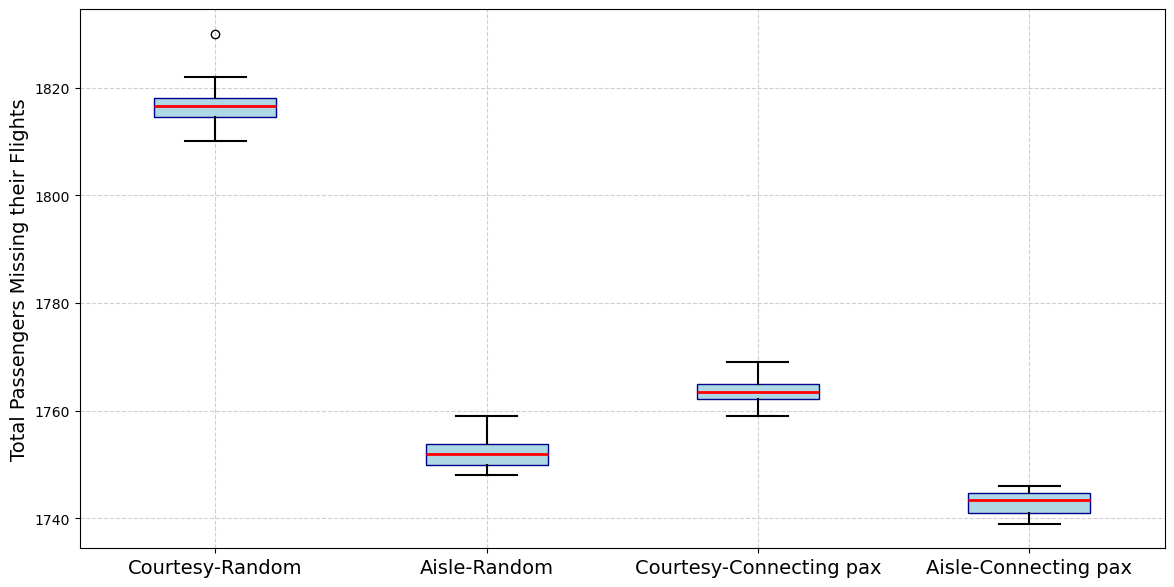 Total Passengers Missing their Flights
1820
1800
1780
1760
1740
Courtesy-Random
Aisle-Random
Courtesy-Connecting pax
Aisle-Connecting pax